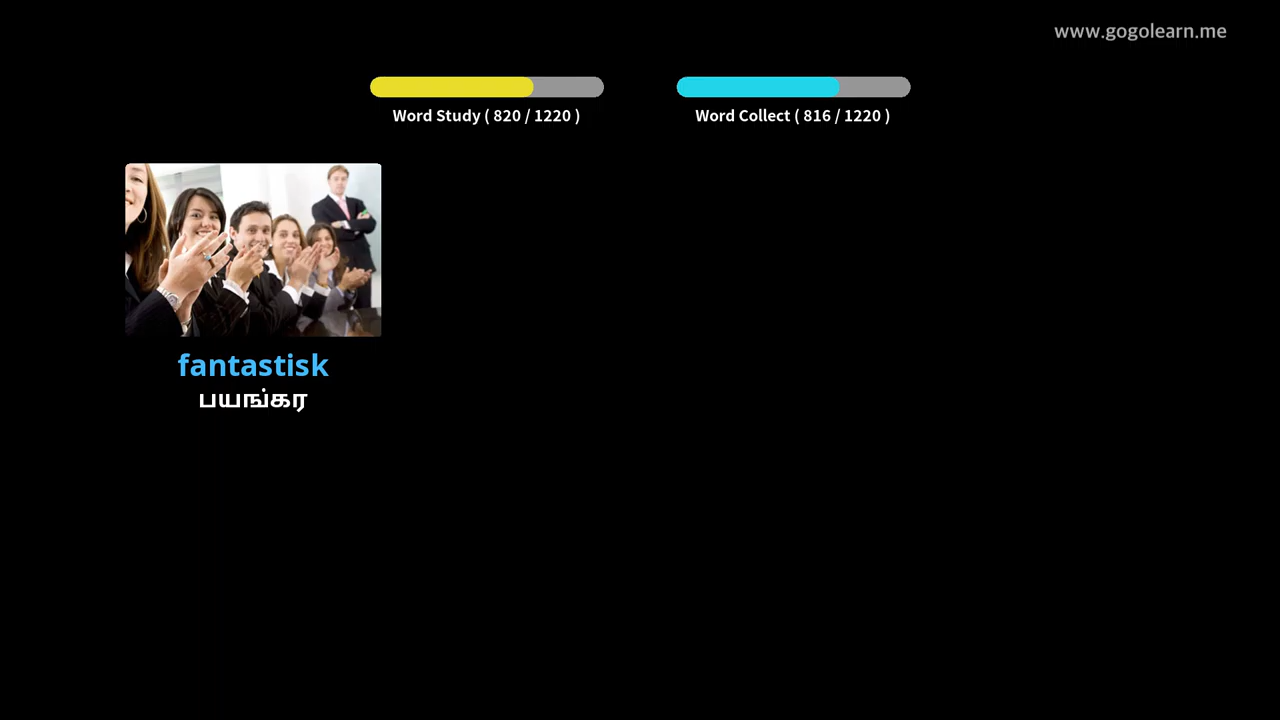 www.gogolearn.me
Word Study ( 820 / 1220 )
Word Collect ( 816 / 1220 )
fantastisk
பயங்கர